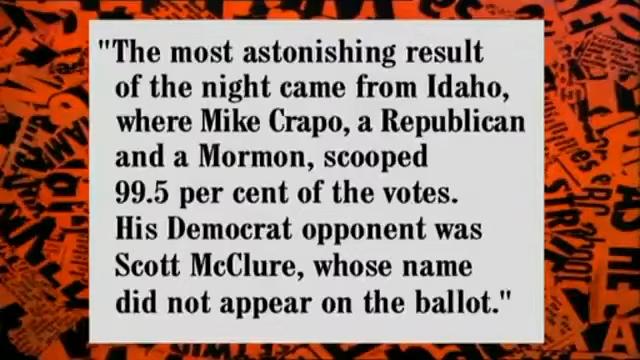 "The most astonishing result
of the night came from Idaho,
where Mike Crapo, a Republican
and a Mormon, scooped
99.5 per cent of the votes.
His Democrat opponent was
Scott McClure, whose name
did not appear on the ballot."